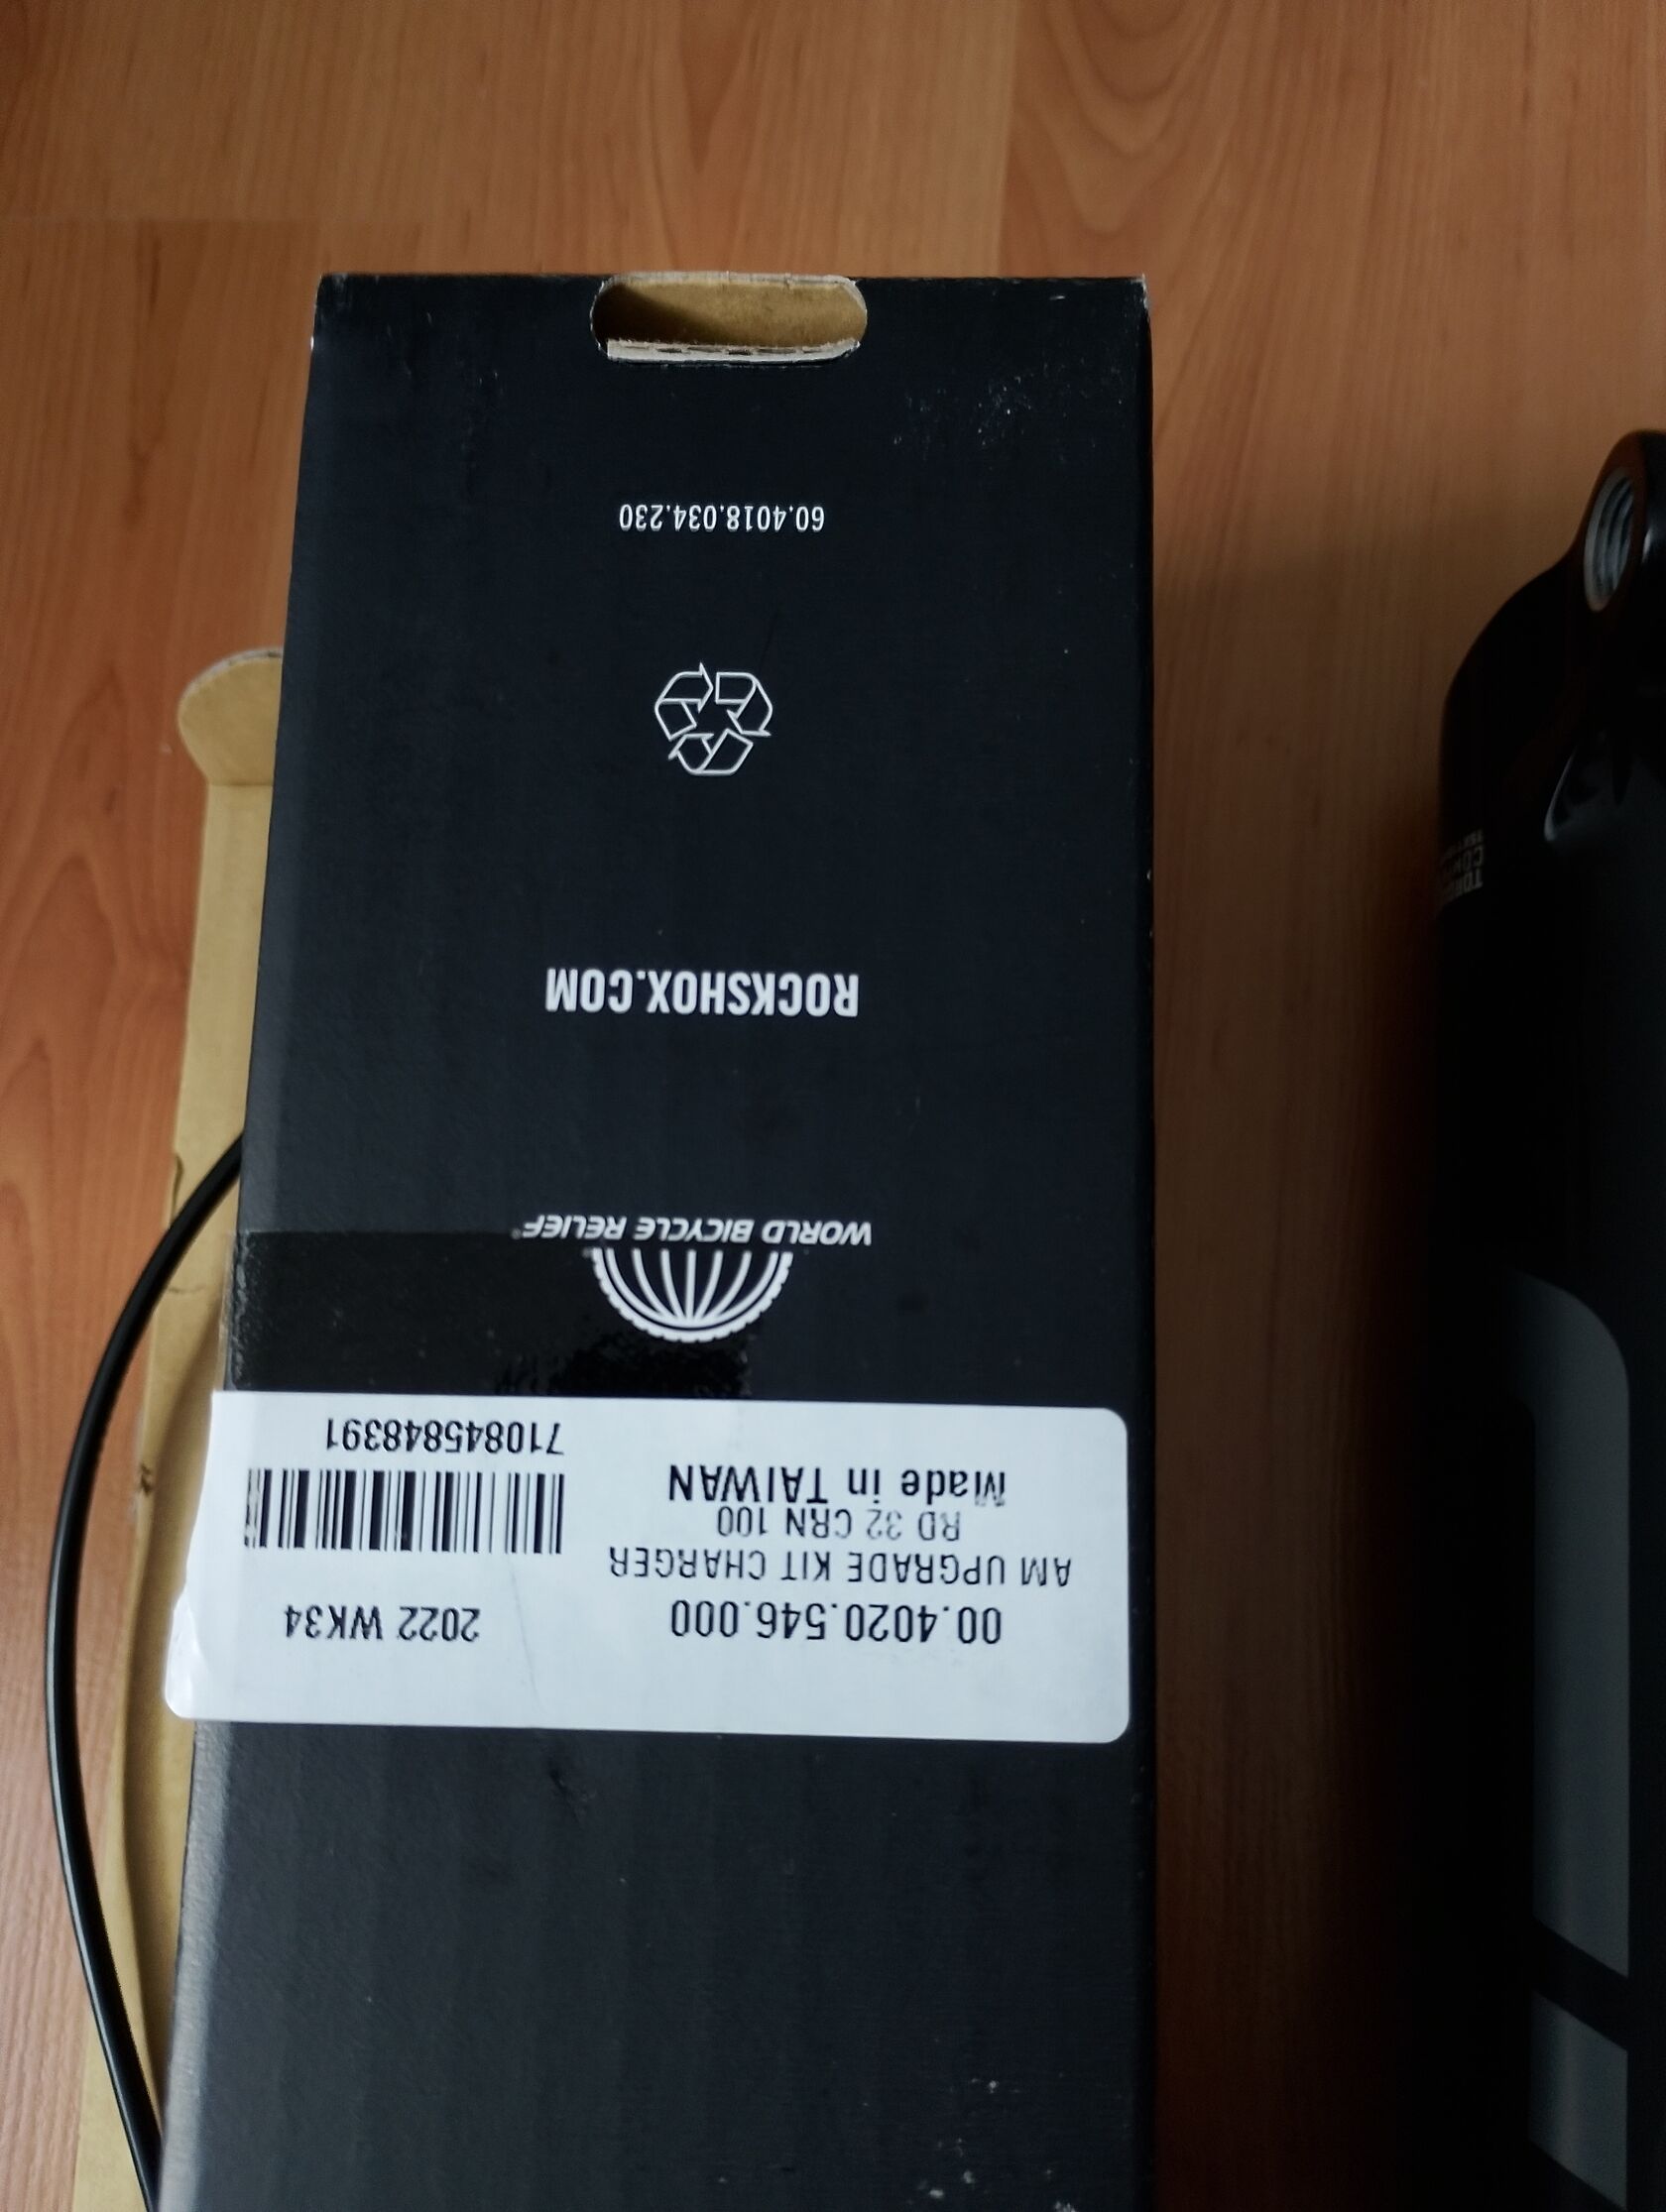 00.4020.546.000
2022 WK34
AM UPGRADE KIT CHARGER
RD 32 CRN 100
Made in TAIWAN
710845848391
WORLD BICYCLE RELIEF®
ROCKSHOX.COM
60.4018.034.230